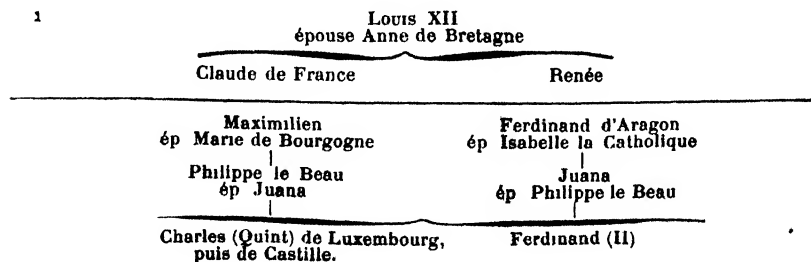 1
Louis XII
épouse Anne de Bretagne
Claude de France Renée
Maximilien
ép Marie de Bourgogne
Philippe le Beau
ép Juana
Ferdinand d'Aragon
ép Isabelle la Catholique
Juana
ép Philippe le Beau
Charles (Quint) de Luxembourg,
puis de Castille.
Ferdinand (II)